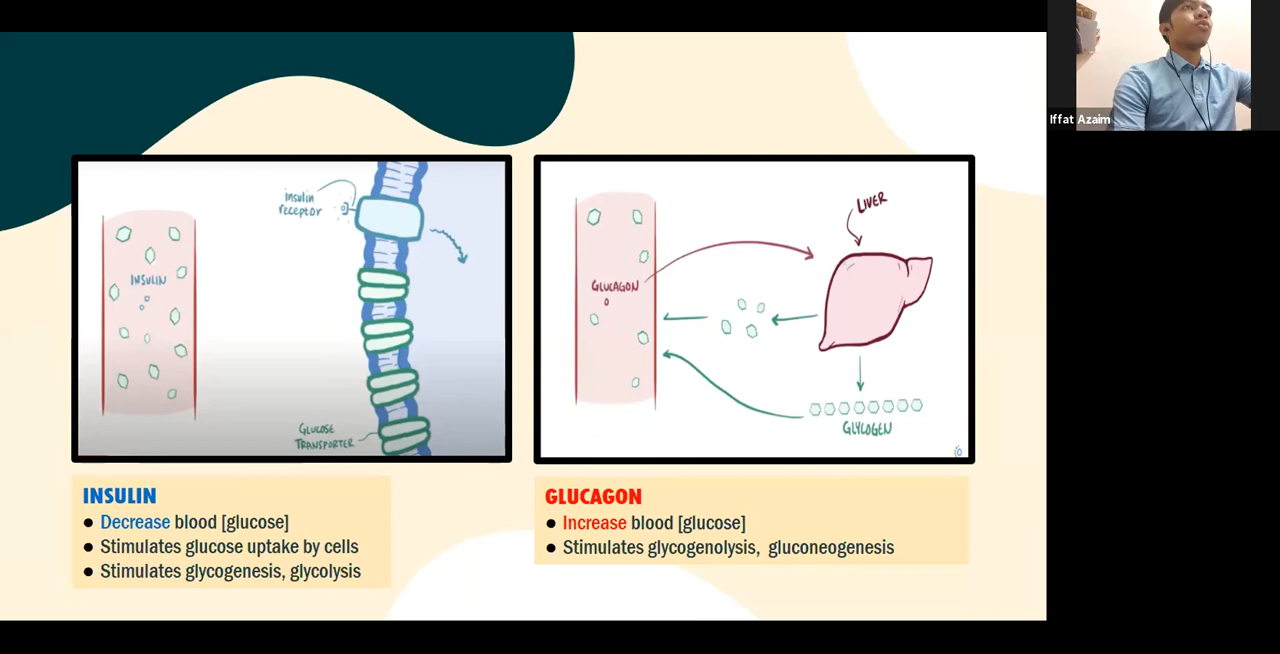 Iffat Azaim
insulin
receptor
INSULIN
GLUCOSE
TRANSPORTER
LIVER
GLUCAGON
GLYCOGEN
INSULIN
● Decrease blood [glucose]
● Stimulates glucose uptake by cells
● Stimulates glycogenesis, glycolysis
GLUCAGON
● Increase blood [glucose]
● Stimulates glycogenolysis, gluconeogenesis